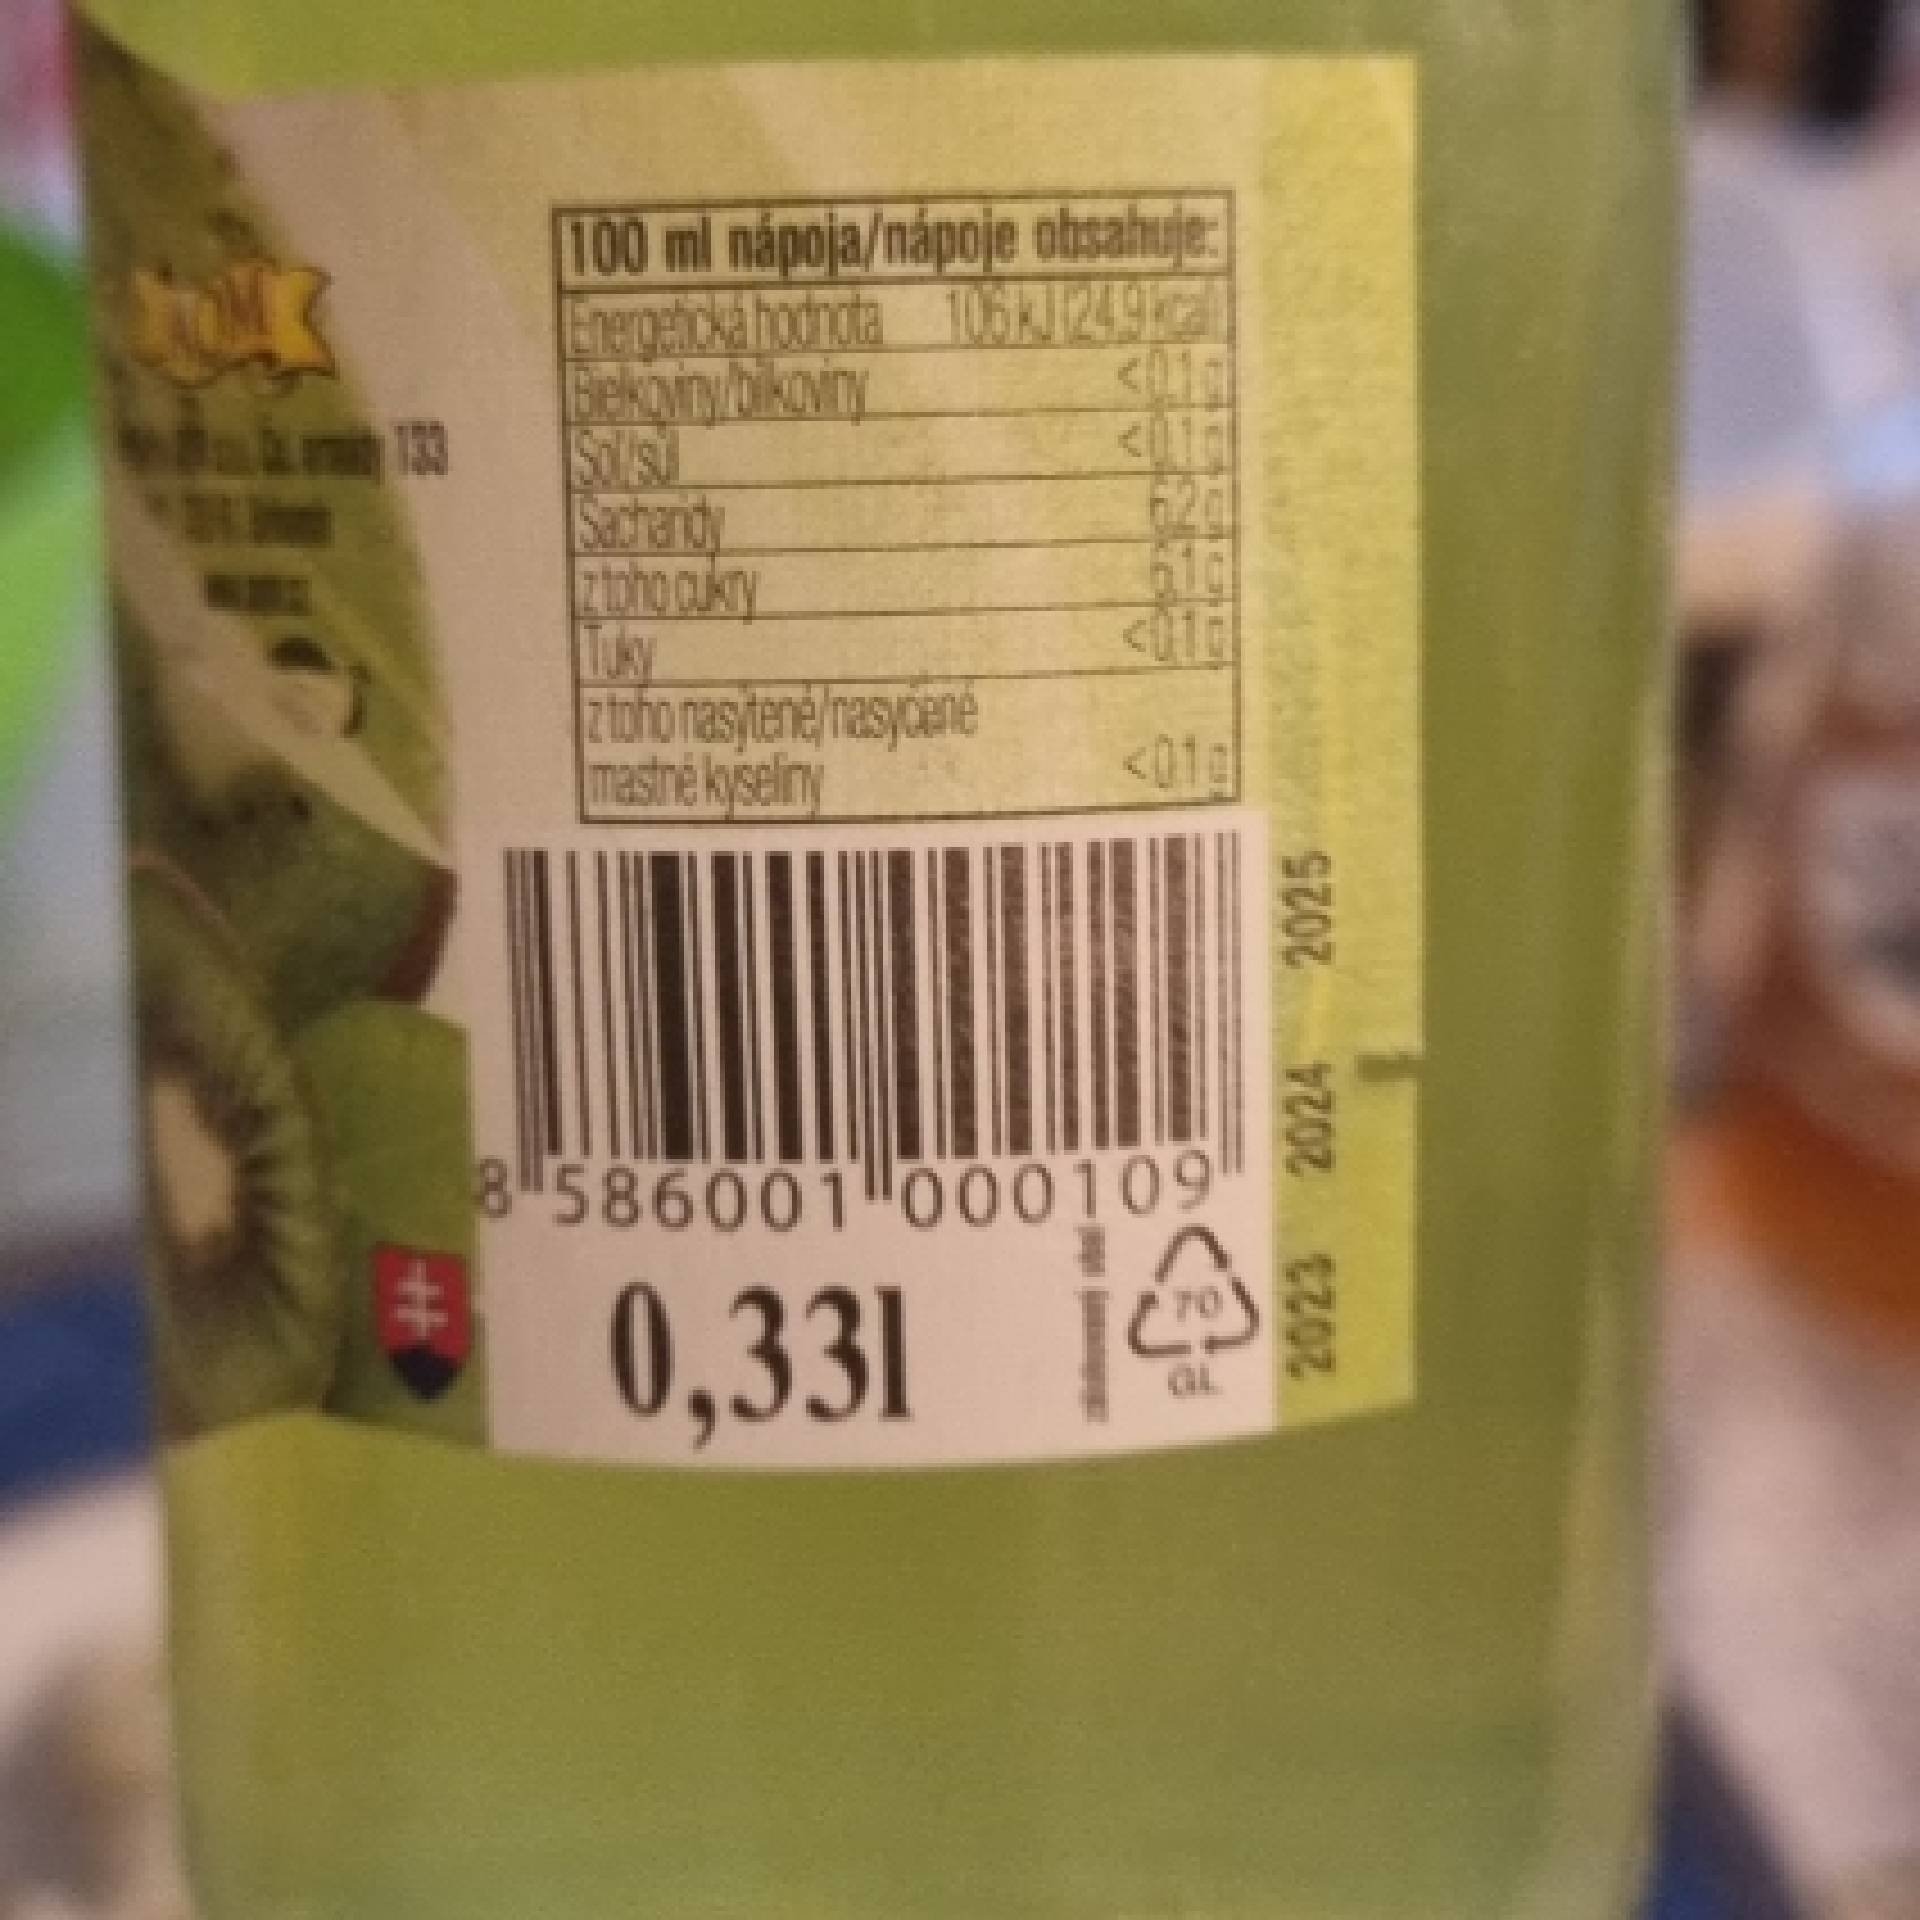 133
100 ml nápoja/nápoje obsahuje:
Energetická hodnota 106 kJ (24,9 kcal)
Bielkoviny/bílkoviny <0,1 g
Soľ/sůl <0,1 g
Sacharidy 6,2 g
z toho cukry 6,1 g
Tuky <0,1 g
z toho nasýtené/nasycené
mastné kyseliny <0,1 g
8 586001 000109
0,33l
70
GL
2023 2024 2025